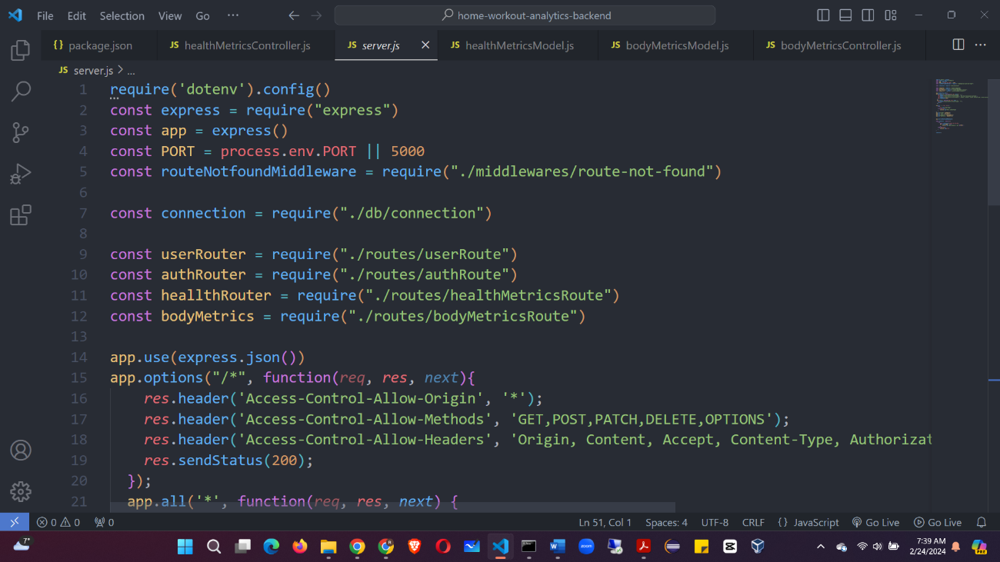 File Edit Selection View Go ··· home-workout-analytics-backend
{} package.json JS healthMetricsController.js JS server.js JS healthMetricsModel.js JS bodyMetricsModel.js JS bodyMetricsController.js
JS server.js > ...
1 require('dotenv').config()
2 const express = require("express")
3 const app = express()
4 const PORT = process.env.PORT || 5000
5 const routeNotfoundMiddleware = require("./middlewares/route-not-found")
6
7 const connection = require("./db/connection")
8
9 const userRouter = require("./routes/userRoute")
10 const authRouter = require("./routes/authRoute")
11 const heallthRouter = require("./routes/healthMetricsRoute")
12 const bodyMetrics = require("./routes/bodyMetricsRoute")
13
14 app.use(express.json())
15 app.options("/*", function(req, res, next){
16 res.header('Access-Control-Allow-Origin', '*');
17 res.header('Access-Control-Allow-Methods', 'GET,POST,PATCH,DELETE,OPTIONS');
18 res.header('Access-Control-Allow-Headers', 'Origin, Content, Accept, Content-Type, Authorizat
19 res.sendStatus(200);
20 });
21 app.all('*', function(req, res, next) {
0 0 0 Ln 51, Col 1 Spaces: 4 UTF-8 CRLF {} JavaScript Go Live Go Live
7° W zoom 7:39 AM
2/24/2024 PRE